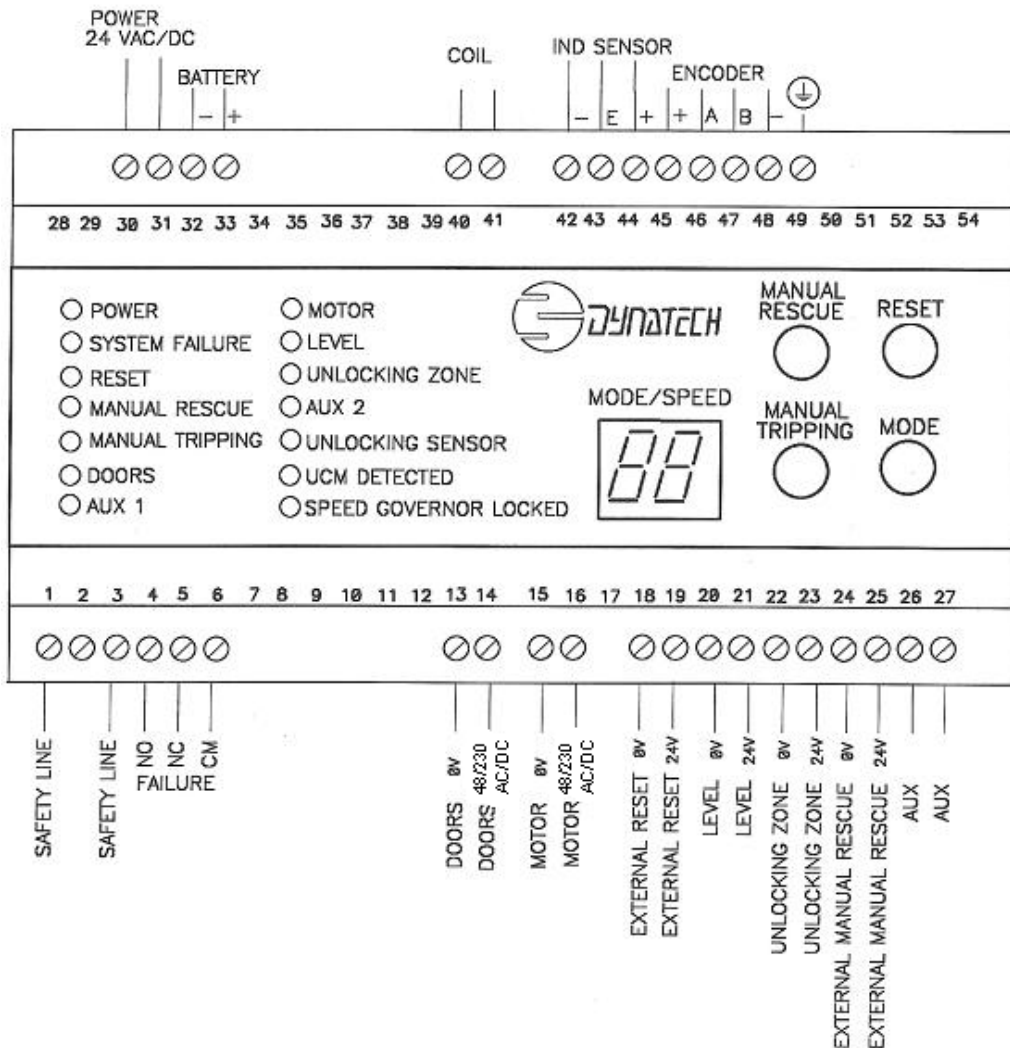 POWER
24 VAC/DC
BATTERY
- +
COIL
IND SENSOR
ENCODER
- E + + A B -
28 29 30 31 32 33 34 35 36 37 38 39 40 41 42 43 44 45 46 47 48 49 50 51 52 53 54
POWER
SYSTEM FAILURE
RESET
MANUAL RESCUE
MANUAL TRIPPING
DOORS
AUX 1
MOTOR
LEVEL
UNLOCKING ZONE
AUX 2
UNLOCKING SENSOR
UCM DETECTED
SPEED GOVERNOR LOCKED
DYNATECH
MODE/SPEED
88
MANUAL
RESCUE
RESET
MANUAL
TRIPPING
MODE
1 2 3 4 5 6 7 8 9 10 11 12 13 14 15 16 17 18 19 20 21 22 23 24 25 26 27
SAFETY LINE
SAFETY LINE
NO
NC
CM
FAILURE
DOORS 0V
DOORS 48/230
AC/DC
MOTOR 0V
MOTOR 48/230
AC/DC
EXTERNAL RESET 0V
EXTERNAL RESET 24V
LEVEL 0V
LEVEL 24V
UNLOCKING ZONE 0V
UNLOCKING ZONE 24V
EXTERNAL MANUAL RESCUE 0V
EXTERNAL MANUAL RESCUE 24V
AUX
AUX